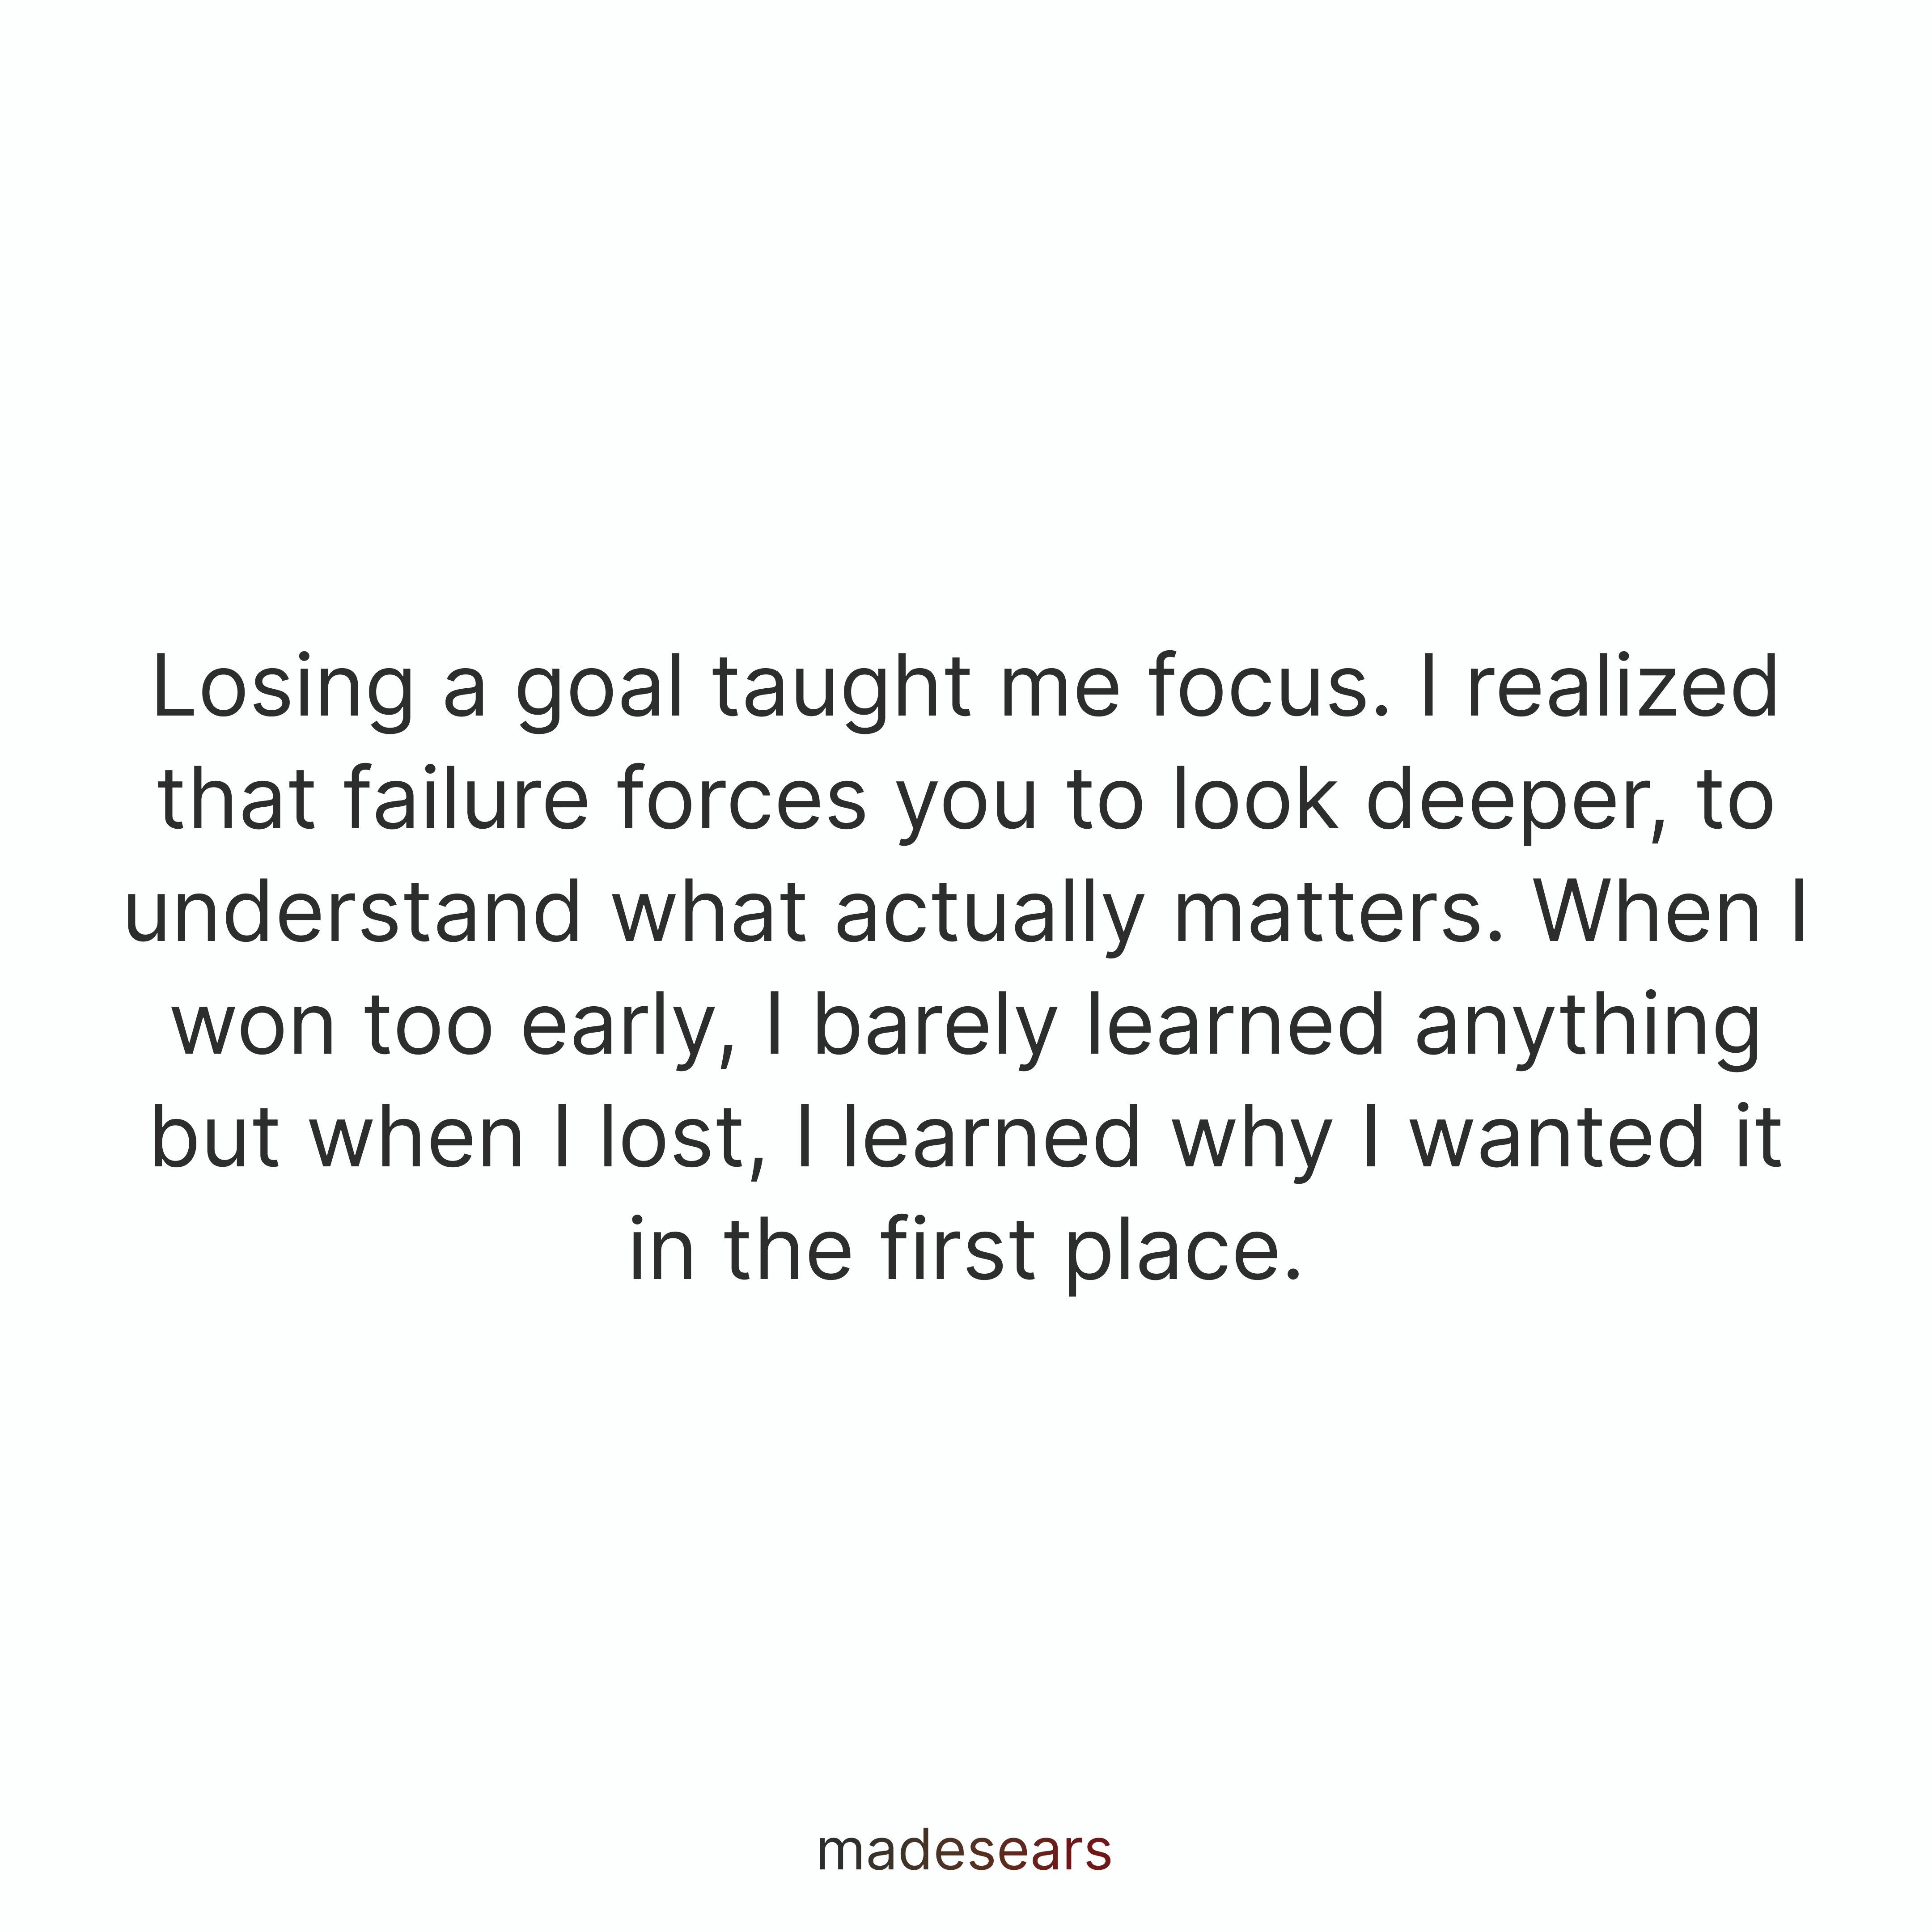 Losing a goal taught me focus. I realized
that failure forces you to look deeper, to
understand what actually matters. When I
won too early, I barely learned anything
but when I lost, I learned why I wanted it
in the first place.
madesears